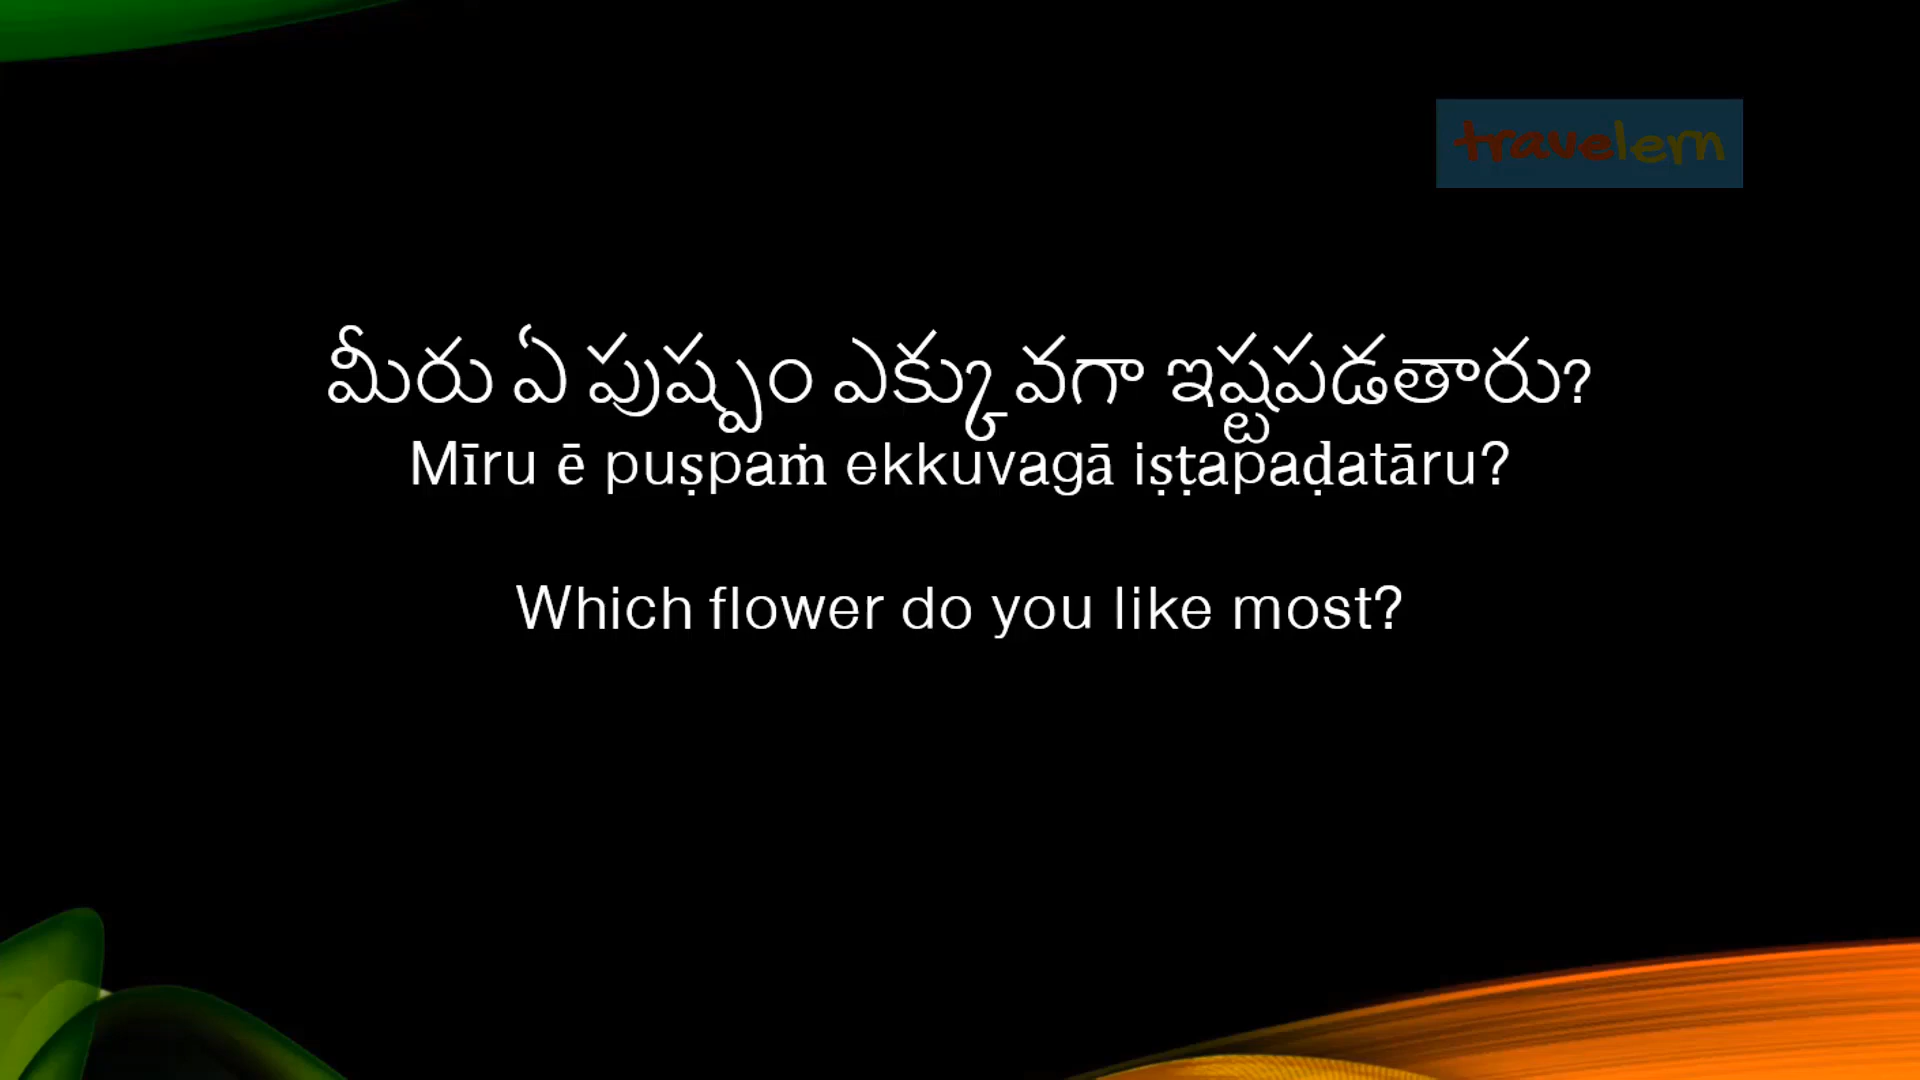 travelern
మీరు ఏ పుష్పం ఎక్కువగా ఇష్టపడతారు?
Mīru ē puṣpaṁ ekkuvagā iṣṭapaḍatāru?
Which flower do you like most?